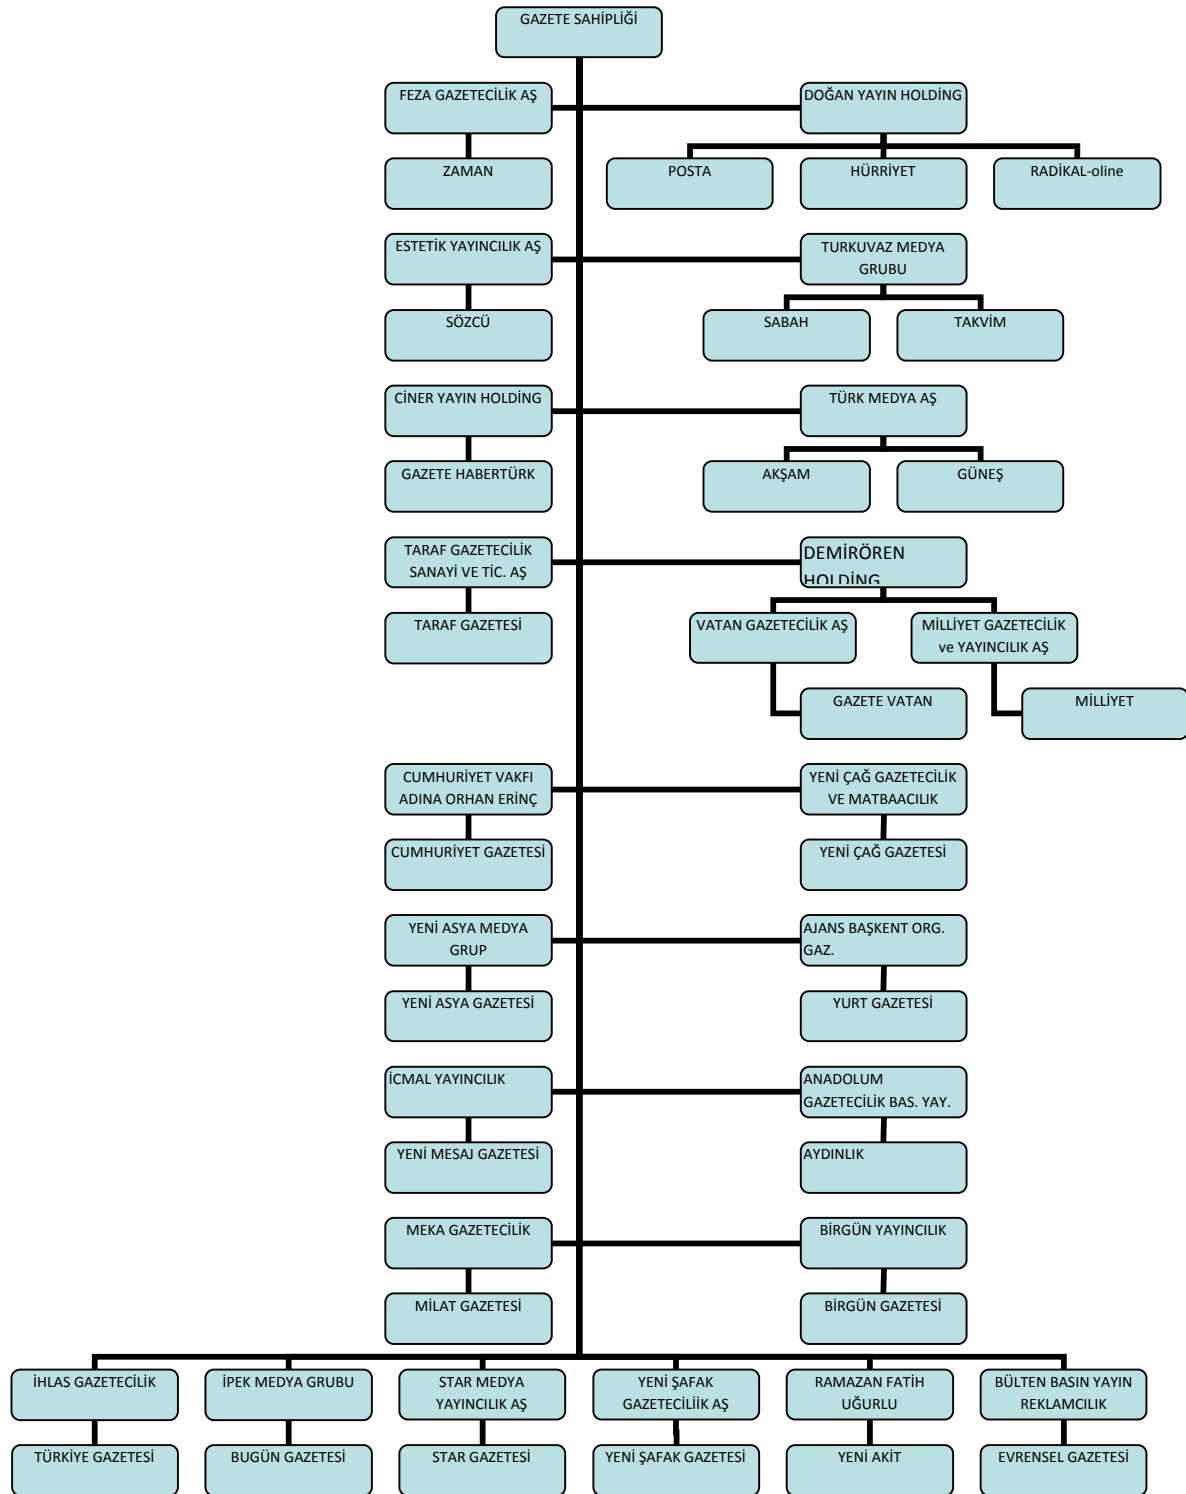 GAZETE SAHİPLİĞİ
FEZA GAZETECİLİK AŞ
DOĞAN YAYIN HOLDİNG
ZAMAN
POSTA
HÜRRİYET
RADİKAL-oline
ESTETİK YAYINCILIK AŞ
TURKUVAZ MEDYA
GRUBU
SÖZCÜ
SABAH
TAKVİM
CİNER YAYIN HOLDİNG
TÜRK MEDYA AŞ
GAZETE HABERTÜRK
AKŞAM
GÜNEŞ
TARAF GAZETECİLİK
SANAYİ VE TİC. AŞ
DEMİRÖREN
HOLDİNG
TARAF GAZETESİ
VATAN GAZETECİLİK AŞ
MİLLİYET GAZETECİLİK
ve YAYINCILIK AŞ
GAZETE VATAN
MİLLİYET
CUMHURİYET VAKFI
ADINA ORHAN ERİNÇ
YENİ ÇAĞ GAZETECİLİK
VE MATBAACILIK
CUMHURİYET GAZETESİ
YENİ ÇAĞ GAZETESİ
YENİ ASYA MEDYA
GRUP
AJANS BAŞKENT ORG.
GAZ.
YENİ ASYA GAZETESİ
YURT GAZETESİ
İCMAL YAYINCILIK
ANADOLUM
GAZETECİLİK BAS. YAY.
YENİ MESAJ GAZETESİ
AYDINLIK
MEKA GAZETECİLİK
BİRGÜN YAYINCILIK
MİLAT GAZETESİ
BİRGÜN GAZETESİ
İHLAS GAZETECİLİK
İPEK MEDYA GRUBU
STAR MEDYA
YAYINCILIK AŞ
YENİ ŞAFAK
GAZETECİLİİK AŞ
RAMAZAN FATİH
UĞURLU
BÜLTEN BASIN YAYIN
REKLAMCILIK
TÜRKİYE GAZETESİ
BUGÜN GAZETESİ
STAR GAZETESİ
YENİ ŞAFAK GAZETESİ
YENİ AKİT
EVRENSEL GAZETESİ